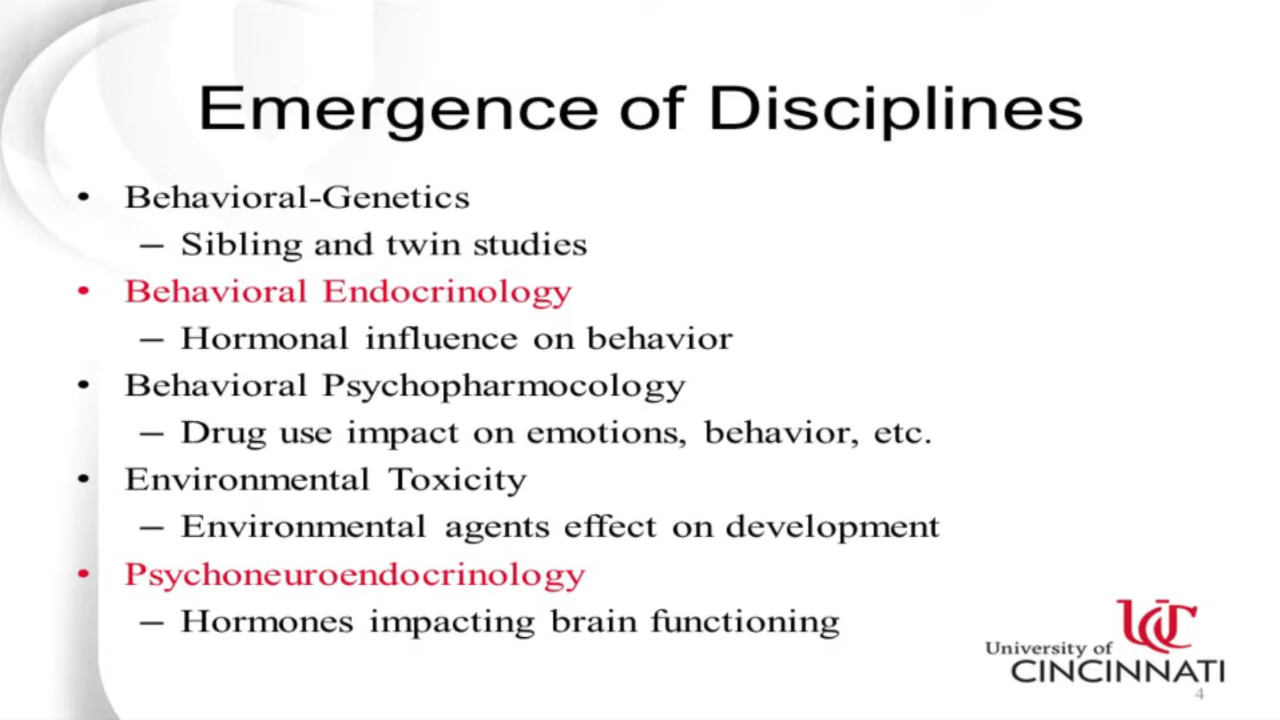 Emergence of Disciplines
• Behavioral-Genetics
– Sibling and twin studies
• Behavioral Endocrinology
– Hormonal influence on behavior
• Behavioral Psychopharmocology
– Drug use impact on emotions, behavior, etc.
• Environmental Toxicity
– Environmental agents effect on development
• Psychoneuroendocrinology
– Hormones impacting brain functioning
UC
University of
CINCINNATI
4